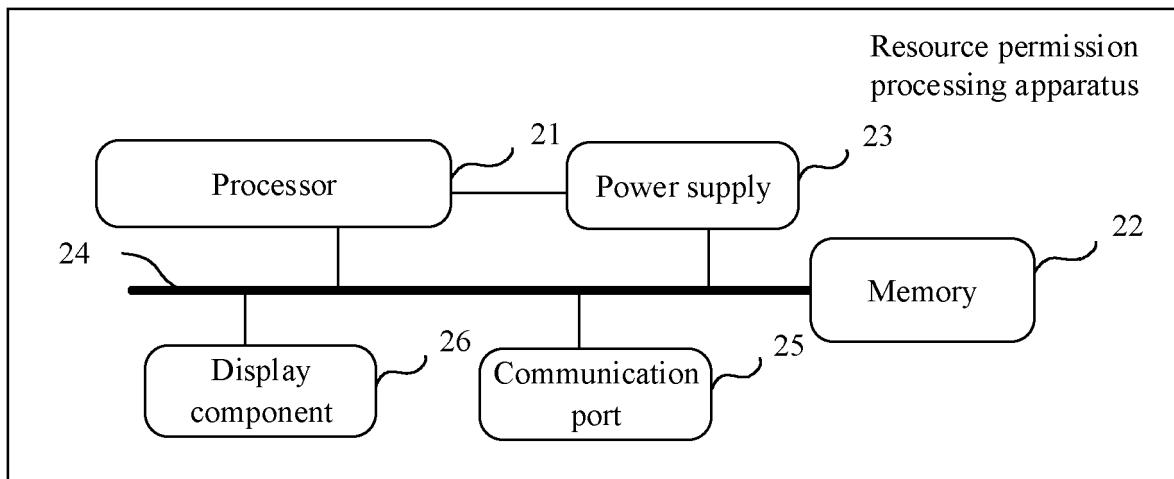 Resource permission
processing apparatus
21
23
Processor
Power supply
22
24
Memory
26
25
Display
component
Communication
port